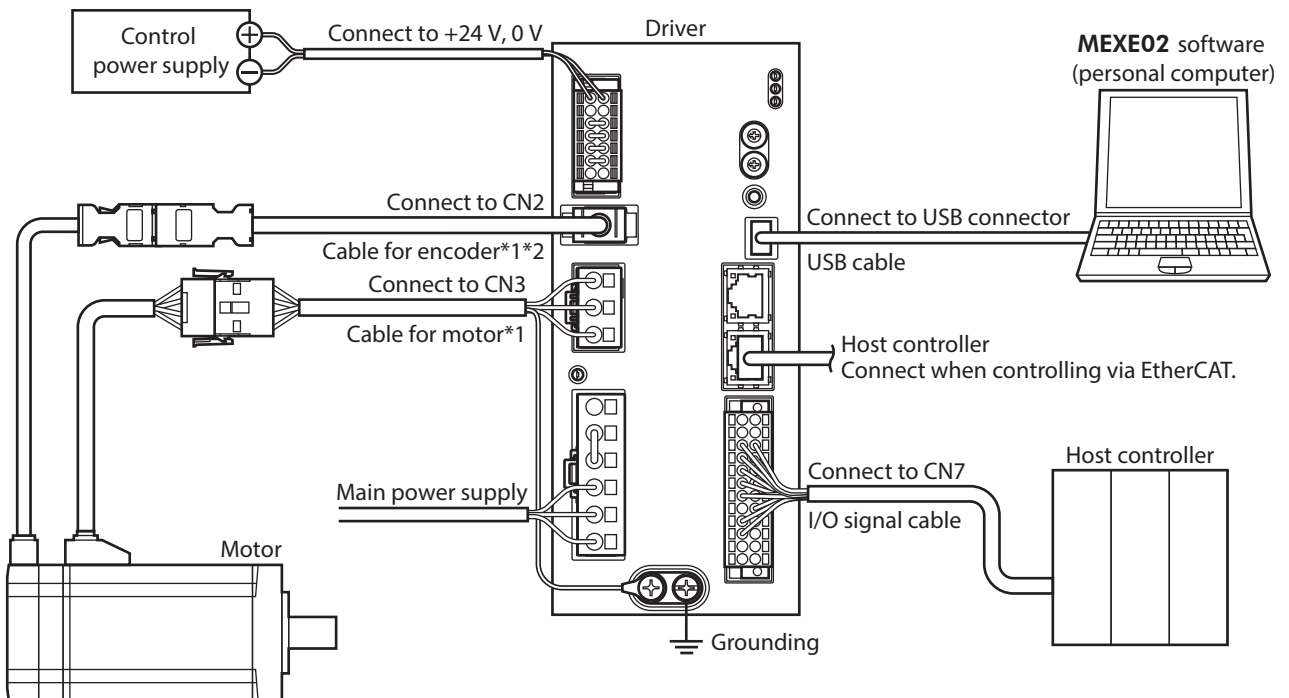 Driver
Control
power supply
Connect to +24 V, 0 V
MEXE02 software
(personal computer)
Connect to CN2
Cable for encoder*1*2
Connect to USB connector
USB cable
Connect to CN3
Cable for motor*1
Host controller
Connect when controlling via EtherCAT.
Main power supply
Connect to CN7
I/O signal cable
Host controller
Motor
Grounding